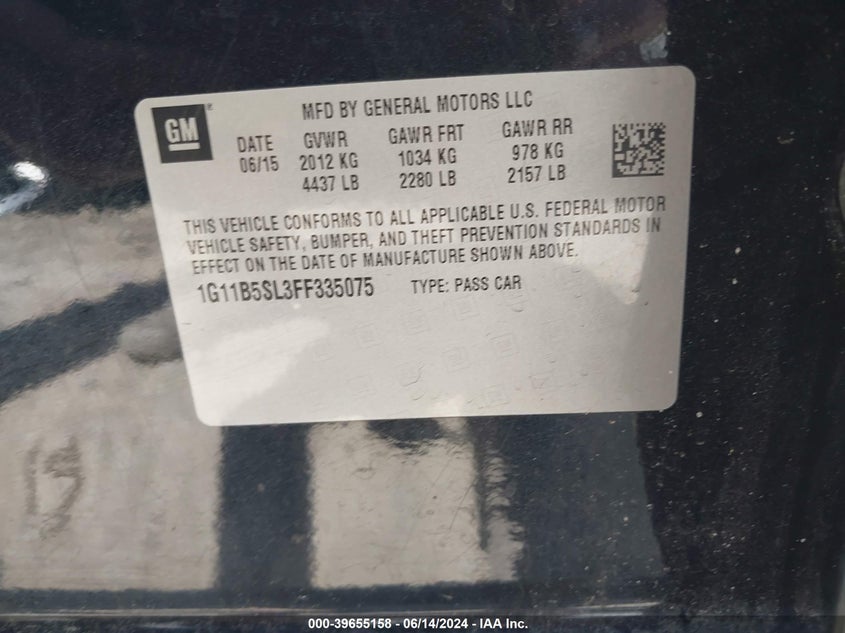 GM®
MFD BY GENERAL MOTORS LLC
DATE GVWR GAWR FRT GAWR RR
06/15 2012 KG 1034 KG 978 KG
4437 LB 2280 LB 2157 LB
THIS VEHICLE CONFORMS TO ALL APPLICABLE U.S. FEDERAL MOTOR
VEHICLE SAFETY, BUMPER, AND THEFT PREVENTION STANDARDS IN
EFFECT ON THE DATE OF MANUFACTURE SHOWN ABOVE.
1G11B5SL3FF335075 TYPE: PASS CAR
000-39655158 - 06/14/2024 - IAA Inc.